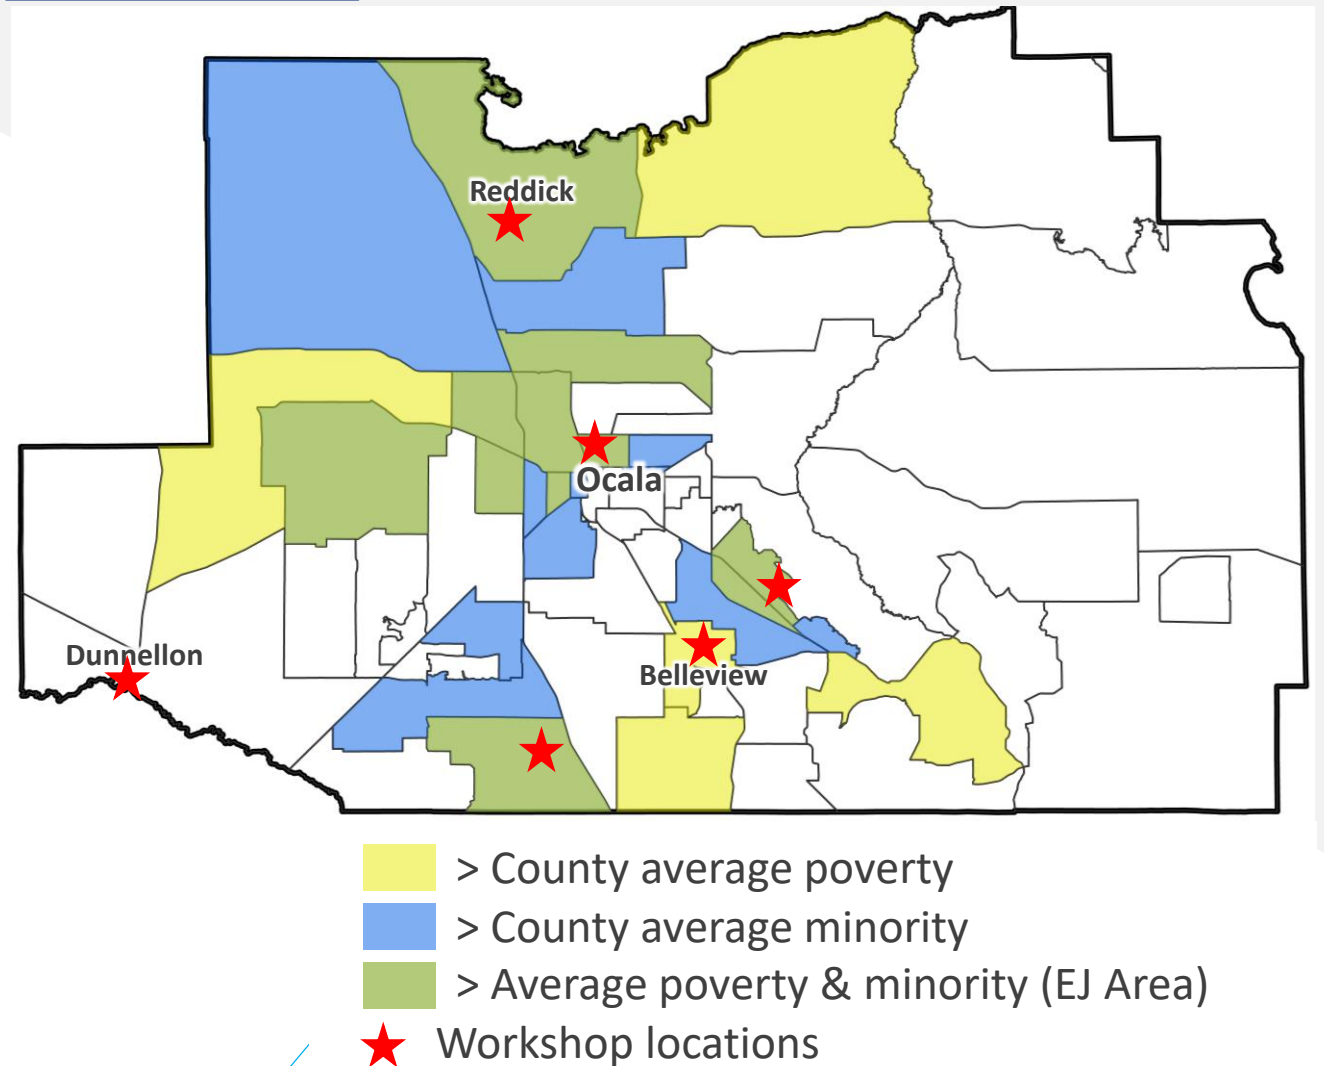 Reddick
Ocala
Dunnellon
Belleview
> County average poverty
> County average minority
> Average poverty & minority (EJ Area)
Workshop locations